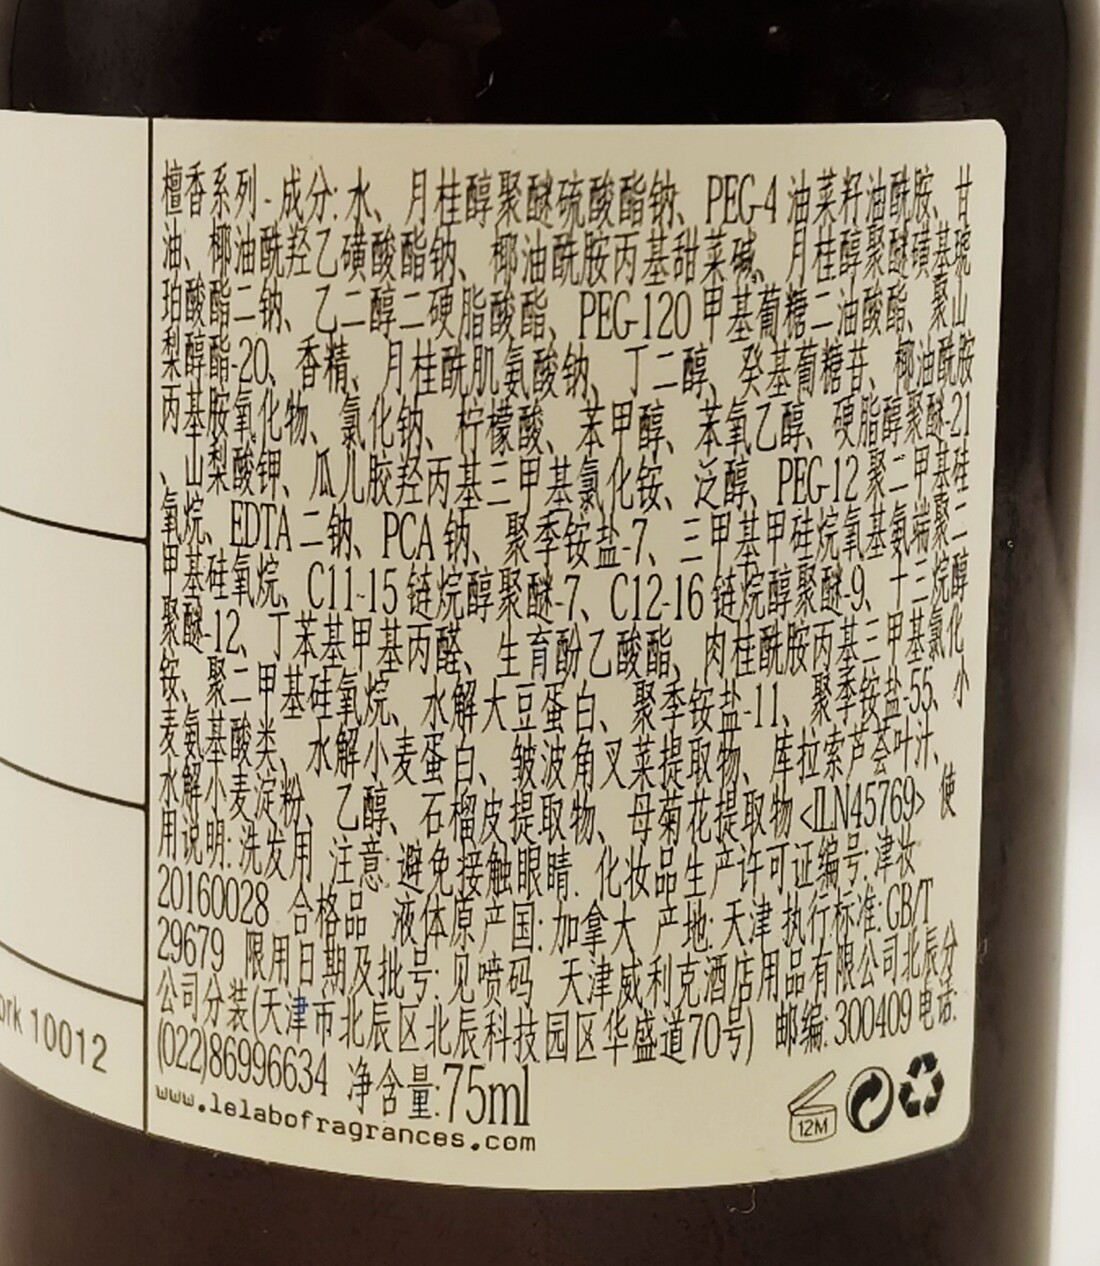 檀香系列 - 成分: 水、月桂醇聚醚硫酸酯钠、PEG-4 油菜籽油酰胺、甘
油、椰油酰羟乙磺酸酯钠、椰油酰胺丙基甜菜碱、月桂醇聚醚磺基琥
珀酸酯二钠、乙二醇二硬脂酸酯、PEG-120 甲基葡糖二油酸酯、聚山
梨醇酯-20、香精、月桂酰肌氨酸钠、丁二醇、癸基葡糖苷、椰油酰胺
丙基胺氧化物、氯化钠、柠檬酸、苯甲醇、苯氧乙醇、硬脂醇聚醚-21
、山梨酸钾、瓜儿胶羟丙基三甲基氯化铵、泛醇、PEG-12 聚二甲基硅
氧烷、EDTA 二钠、PCA 钠、聚季铵盐-7、三甲基甲硅烷氧基氨端聚二
甲基硅氧烷、C11-15 链烷醇聚醚-7、C12-16 链烷醇聚醚-9、十三烷醇
聚醚-12、丁苯基甲基丙醛、生育酚乙酸酯、肉桂酰胺丙基三甲基氯化
铵、聚二甲基硅氧烷、水解大豆蛋白、聚季铵盐-11、聚季铵盐-55、小
麦氨基酸类、水解小麦蛋白、皱波角叉菜提取物、库拉索芦荟叶汁、
水解小麦淀粉、乙醇、石榴皮提取物、母菊花提取物 <ILN45769> 使
用说明: 洗发用 注意: 避免接触眼睛. 化妆品生产许可证编号: 津妆
20160028 合格品 液体原产国: 加拿大 产地: 天津 执行标准: GB/T
29679 限用日期及批号: 见喷码 天津威利克酒店用品有限公司北辰分
公司分装(天津市北辰区北辰科技园区华盛道70号) 邮编: 300409 电话:
(022)86996634 净含量: 75ml
www.lelabofragrances.com
12M
ork 10012